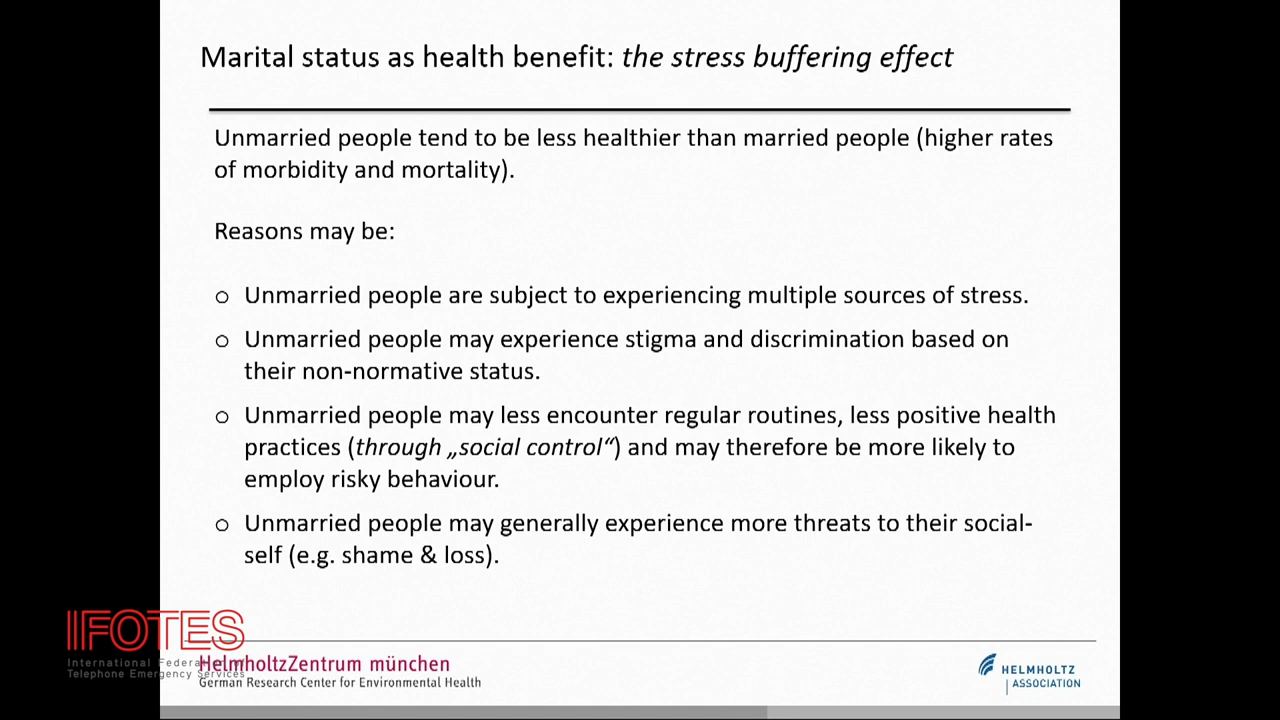 Marital status as health benefit: the stress buffering effect
Unmarried people tend to be less healthier than married people (higher rates
of morbidity and mortality).
Reasons may be:
o Unmarried people are subject to experiencing multiple sources of stress.
o Unmarried people may experience stigma and discrimination based on
their non-normative status.
o Unmarried people may less encounter regular routines, less positive health
practices (through „social control“) and may therefore be more likely to
employ risky behaviour.
o Unmarried people may generally experience more threats to their social-
self (e.g. shame & loss).
IFOTES
International Federation of
Telephone Emergency Services
HelmholtzZentrum münchen
German Research Center for Environmental Health
HELMHOLTZ
ASSOCIATION